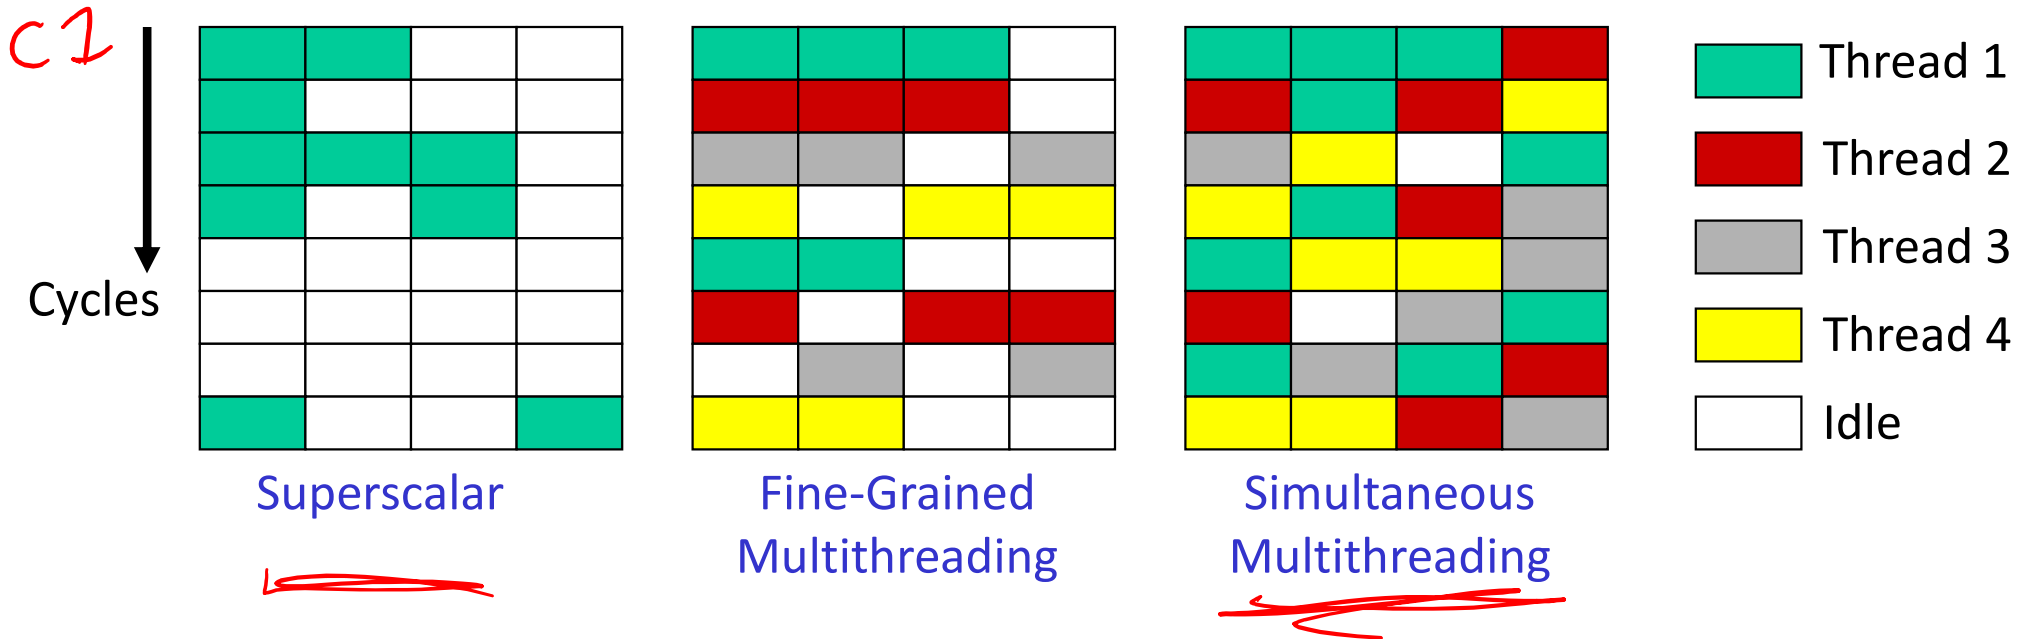 C1
Cycles
Superscalar
Fine-Grained
Multithreading
Simultaneous
Multithreading
Thread 1
Thread 2
Thread 3
Thread 4
Idle